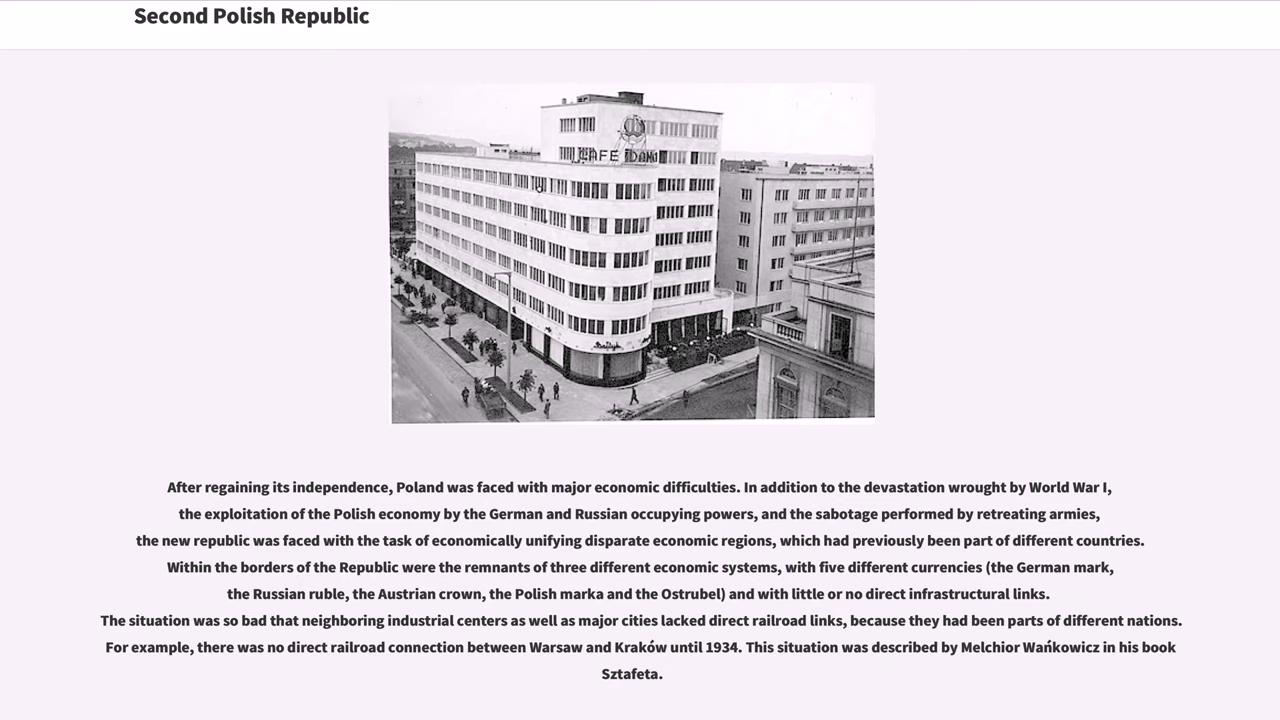 Second Polish Republic
CAFE
After regaining its independence, Poland was faced with major economic difficulties. In addition to the devastation wrought by World War I,
the exploitation of the Polish economy by the German and Russian occupying powers, and the sabotage performed by retreating armies,
the new republic was faced with the task of economically unifying disparate economic regions, which had previously been part of different countries.
Within the borders of the Republic were the remnants of three different economic systems, with five different currencies (the German mark,
the Russian ruble, the Austrian crown, the Polish marka and the Ostrubel) and with little or no direct infrastructural links.
The situation was so bad that neighboring industrial centers as well as major cities lacked direct railroad links, because they had been parts of different nations.
For example, there was no direct railroad connection between Warsaw and Kraków until 1934. This situation was described by Melchior Wańkowicz in his book
Sztafeta.